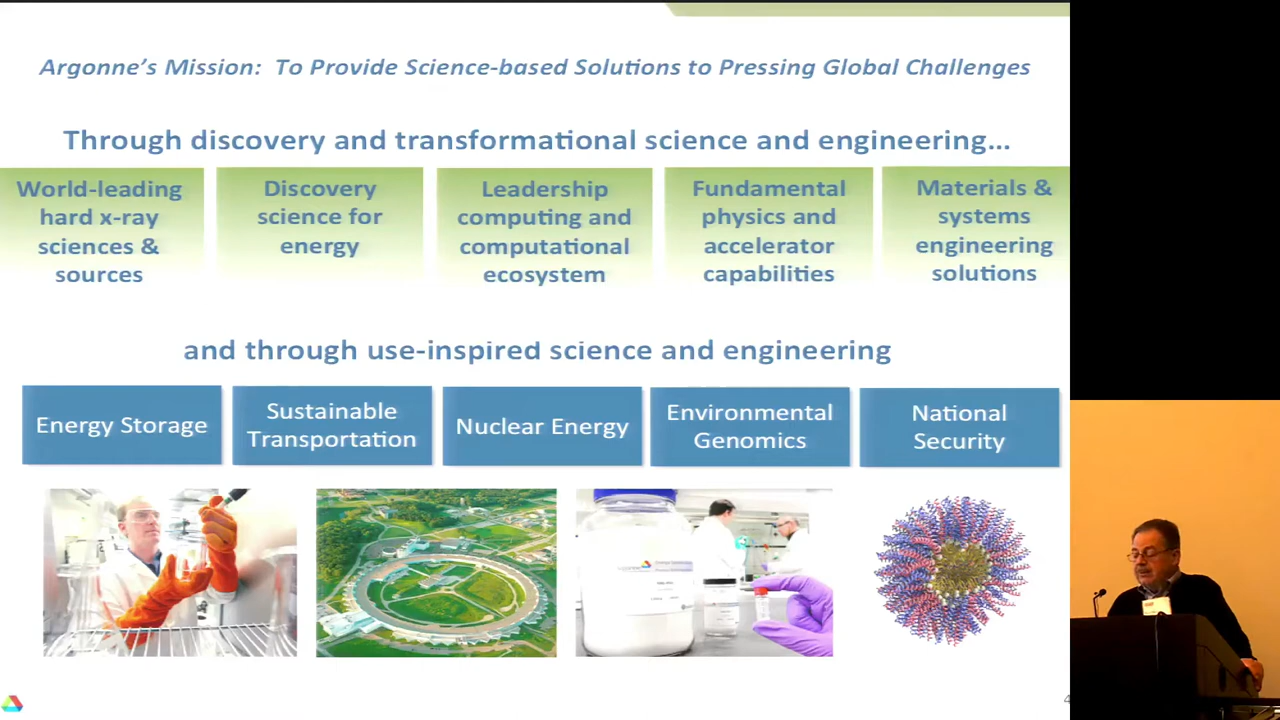 Argonne's Mission: To Provide Science-based Solutions to Pressing Global Challenges
Through discovery and transformational science and engineering...
World-leading
hard x-ray
sciences &
sources
Discovery
science for
energy
Leadership
computing and
computational
ecosystem
Fundamental
physics and
accelerator
capabilities
Materials &
systems
engineering
solutions
and through use-inspired science and engineering
Energy Storage
Sustainable
Transportation
Nuclear Energy
Environmental
Genomics
National
Security
4